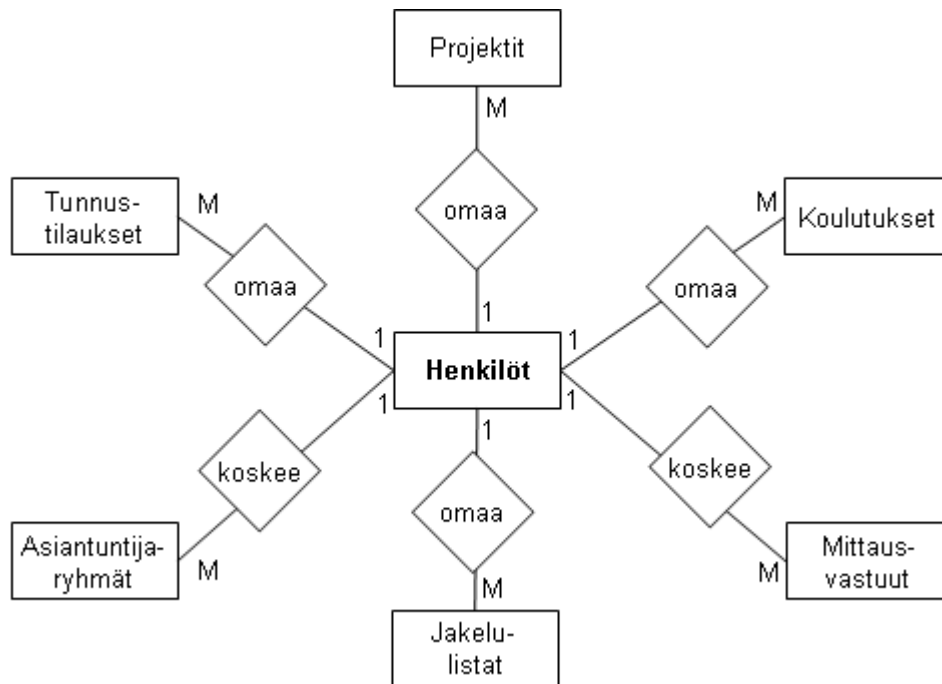 Projektit
M
Tunnus-
tilaukset
M
omaa
M
Koulutukset
omaa
omaa
1
1
1
Henkilöt
1
1
1
koskee
koskee
omaa
Asiantuntija-
ryhmät
M
M
Mittaus-
vastuut
M
Jakelu-
listat